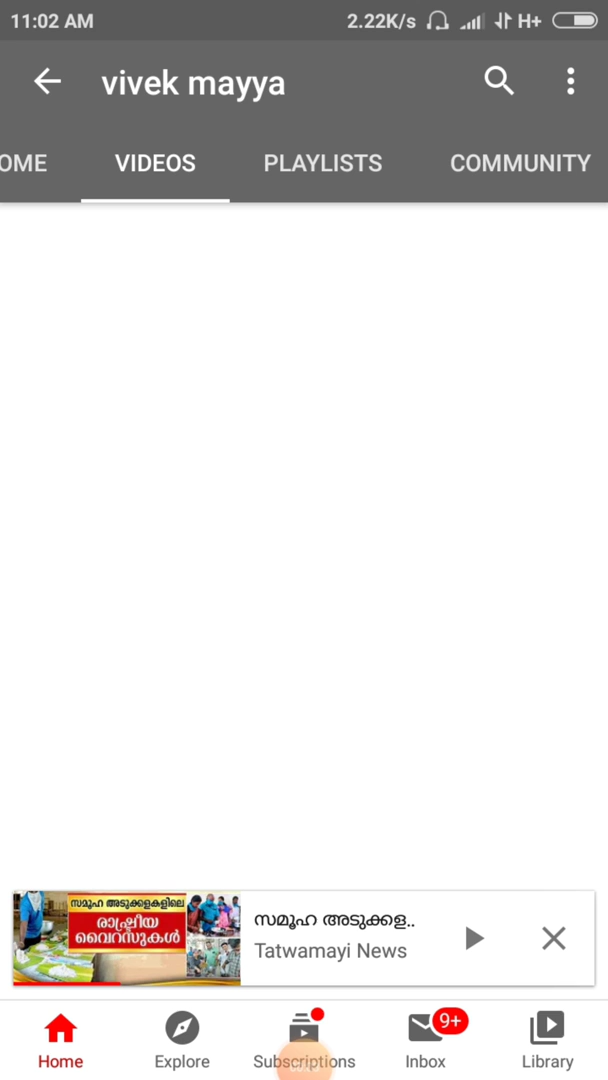 11:02 AM 2.22K/s H+
vivek mayya
OME VIDEOS PLAYLISTS COMMUNITY
സമൂഹ അടുക്കളകളിലെ
രാഷ്ട്രീയ
വൈറസുകൾ
സമൂഹ അടുക്കള..
Tatwamayi News
9+
Home Explore Subscriptions Inbox Library